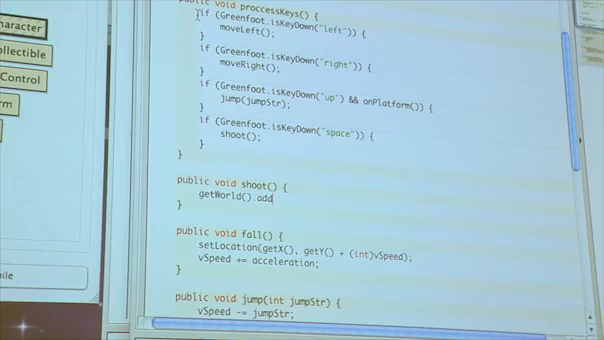 public void proccessKeys() {
if (Greenfoot.isKeyDown("left")) {
moveLeft();
}
if (Greenfoot.isKeyDown("right")) {
moveRight();
}
if (Greenfoot.isKeyDown("up") && onPlatform()) {
jump(jumpStr);
}
if (Greenfoot.isKeyDown("space")) {
shoot();
}
}
public void shoot() {
getWorld().add
}
public void fall() {
setLocation(getX(), getY() + (int)vSpeed);
vSpeed += acceleration;
}
public void jump(int jumpStr) {
vSpeed -= jumpStr;
haracter
ollectible
Control
rm
ile